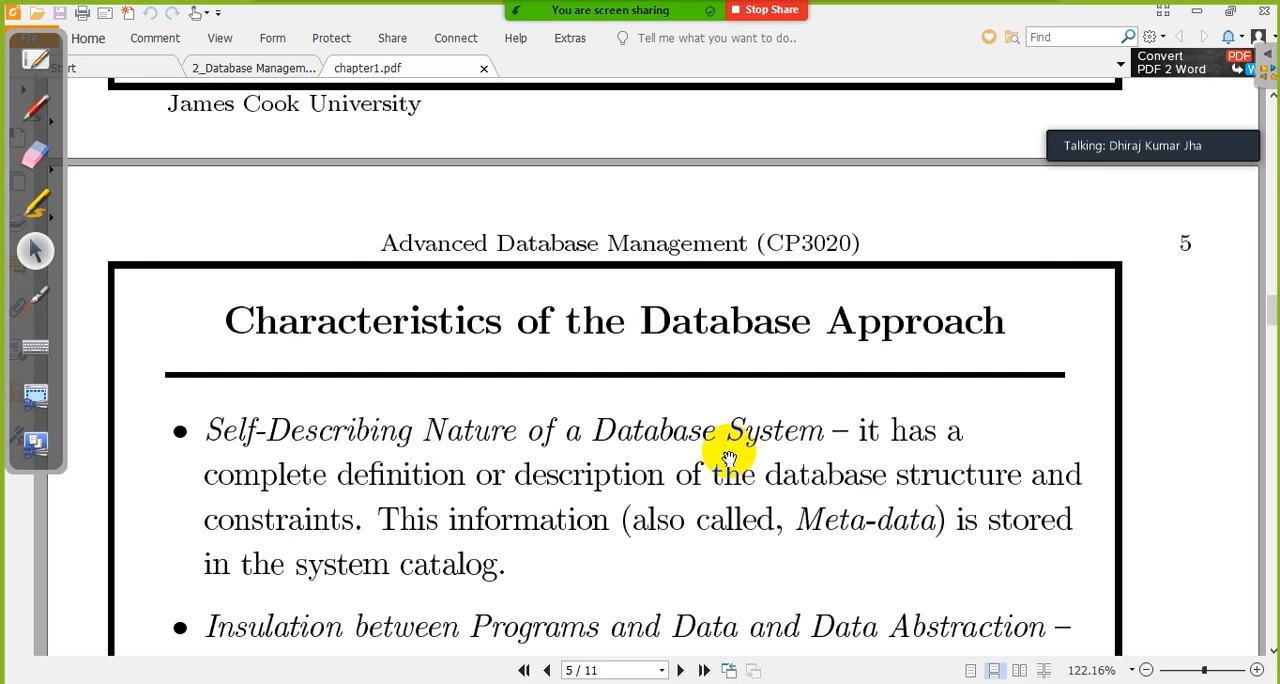 You are screen sharing
Stop Share
File Home Comment View Form Protect Share Connect Help Extras Tell me what you want to do.. Find
Start 2_Database Managem... chapter1.pdf
Convert PDF
PDF 2 Word W
James Cook University
Talking: Dhiraj Kumar Jha
Advanced Database Management (CP3020) 5
Characteristics of the Database Approach
• Self-Describing Nature of a Database System – it has a
complete definition or description of the database structure and
constraints. This information (also called, Meta-data) is stored
in the system catalog.
• Insulation between Programs and Data and Data Abstraction –
5 / 11
122.16%